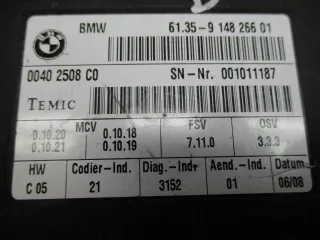 BMW 61.35-9 148 266 01
0040 2508 C0 SN-Nr. 001011187
TEMIC
MCV FSV OSV
0.10.20 0.10.18 7.11.0 3.3.3
0.10.21 0.10.19
HW Codier-Ind. Diag.-Ind. Aend.-Ind. Datum
C 05 21 3152 01 06/08